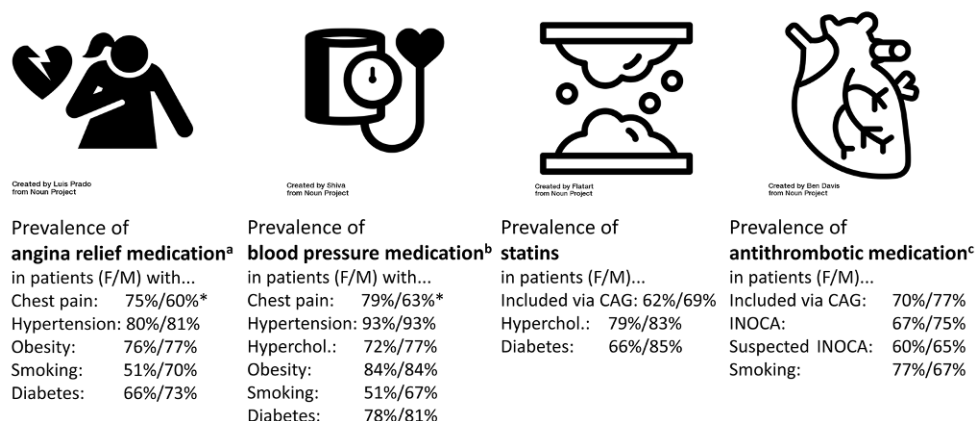 Created by Luis Prado
from Noun Project
Prevalence of
angina relief medicationᵃ
in patients (F/M) with...
Chest pain: 75%/60%*
Hypertension: 80%/81%
Obesity: 76%/77%
Smoking: 51%/70%
Diabetes: 66%/73%
Created by Shiva
from Noun Project
Prevalence of
blood pressure medicationᵇ
in patients (F/M) with...
Chest pain: 79%/63%*
Hypertension: 93%/93%
Hyperchol.: 72%/77%
Obesity: 84%/84%
Smoking: 51%/67%
Diabetes: 78%/81%
Created by Flatart
from Noun Project
Prevalence of
statins
in patients (F/M)...
Included via CAG: 62%/69%
Hyperchol.: 79%/83%
Diabetes: 66%/85%
Created by Ben Davis
from Noun Project
Prevalence of
antithrombotic medicationᶜ
in patients (F/M)...
Included via CAG: 70%/77%
INOCA: 67%/75%
Suspected INOCA: 60%/65%
Smoking: 77%/67%